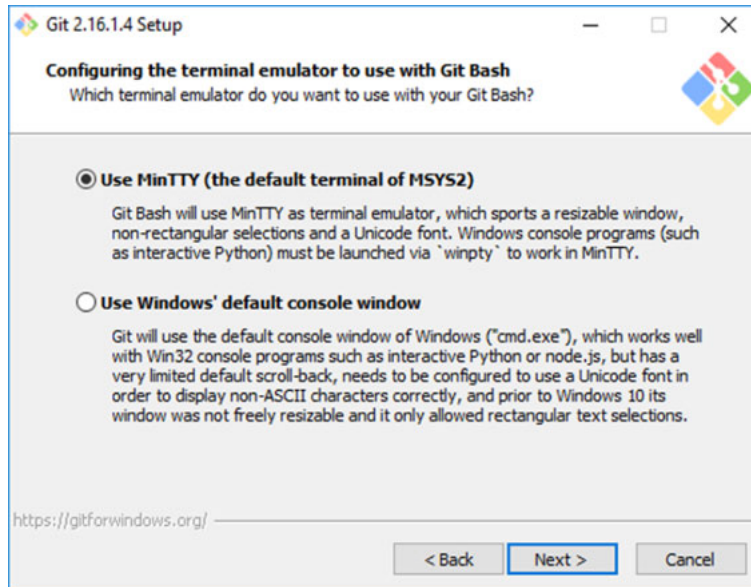 Git 2.16.1.4 Setup
Configuring the terminal emulator to use with Git Bash
Which terminal emulator do you want to use with your Git Bash?
Use MinTTY (the default terminal of MSYS2)
Git Bash will use MinTTY as terminal emulator, which sports a resizable window,
non-rectangular selections and a Unicode font. Windows console programs (such
as interactive Python) must be launched via `winpty` to work in MinTTY.
Use Windows' default console window
Git will use the default console window of Windows ("cmd.exe"), which works well
with Win32 console programs such as interactive Python or node.js, but has a
very limited default scroll-back, needs to be configured to use a Unicode font in
order to display non-ASCII characters correctly, and prior to Windows 10 its
window was not freely resizable and it only allowed rectangular text selections.
https://gitforwindows.org/
< Back
Next >
Cancel